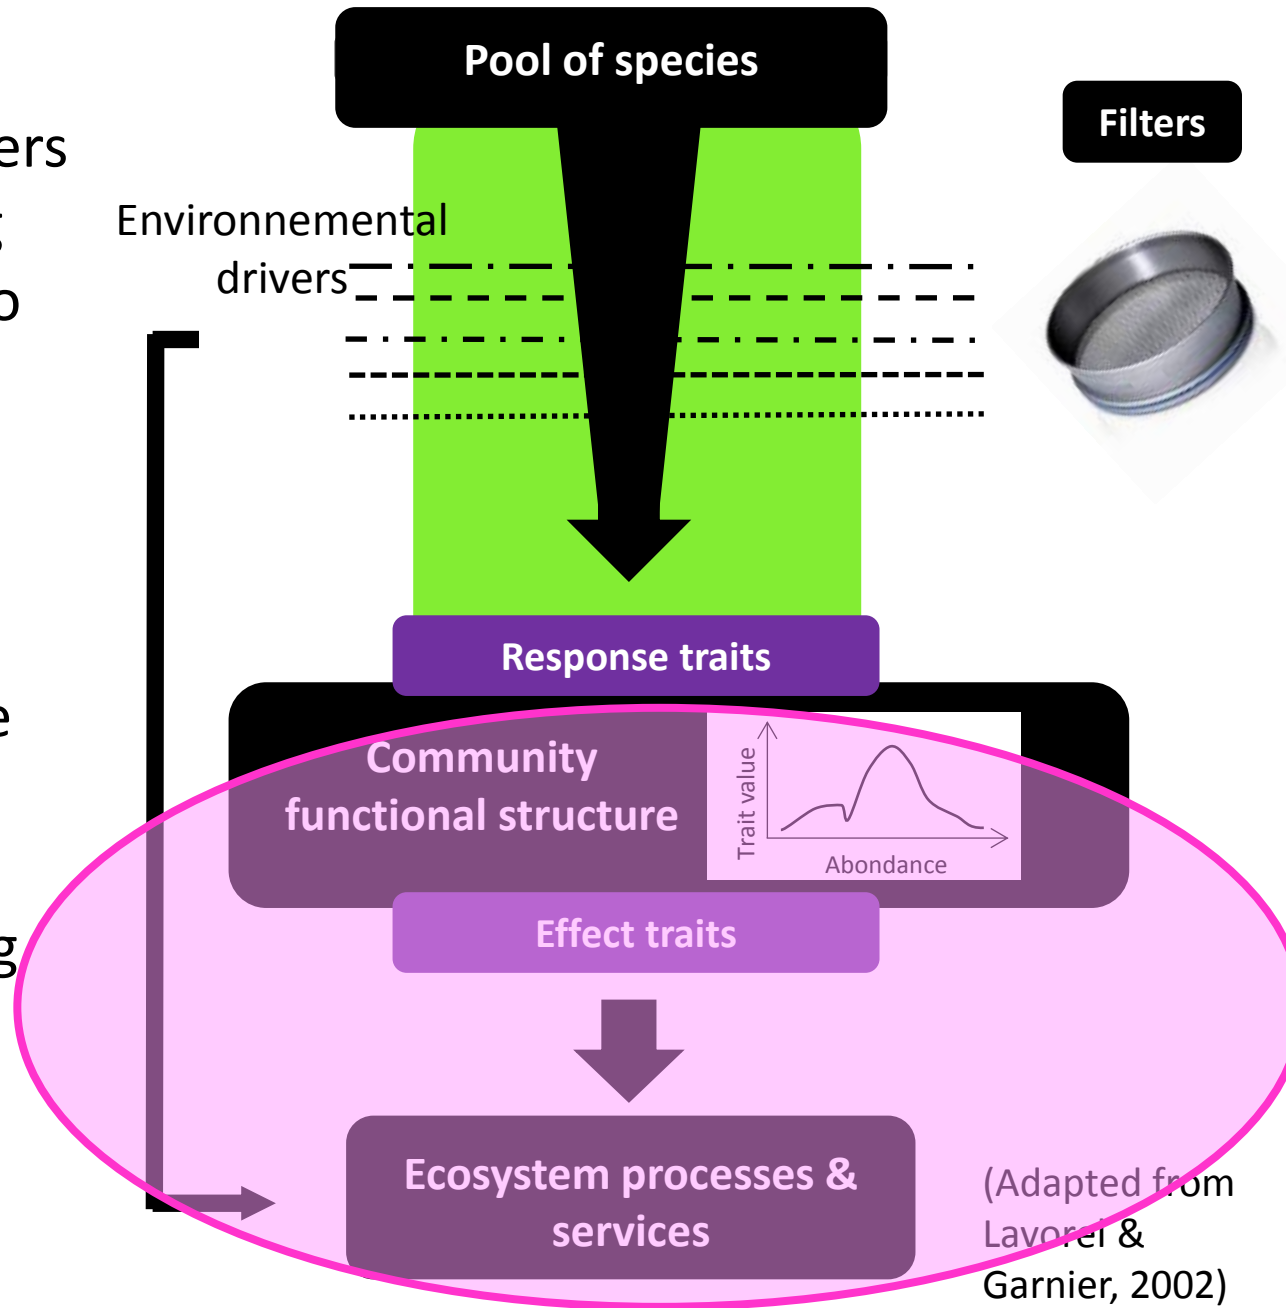 Pool of species
Filters
ers
Environnemental
drivers
o
Response traits
e
Community
functional structure
Trait value
Abondance
g
Effect traits
Ecosystem processes &
services
(Adapted from
Lavorel &
Garnier, 2002)